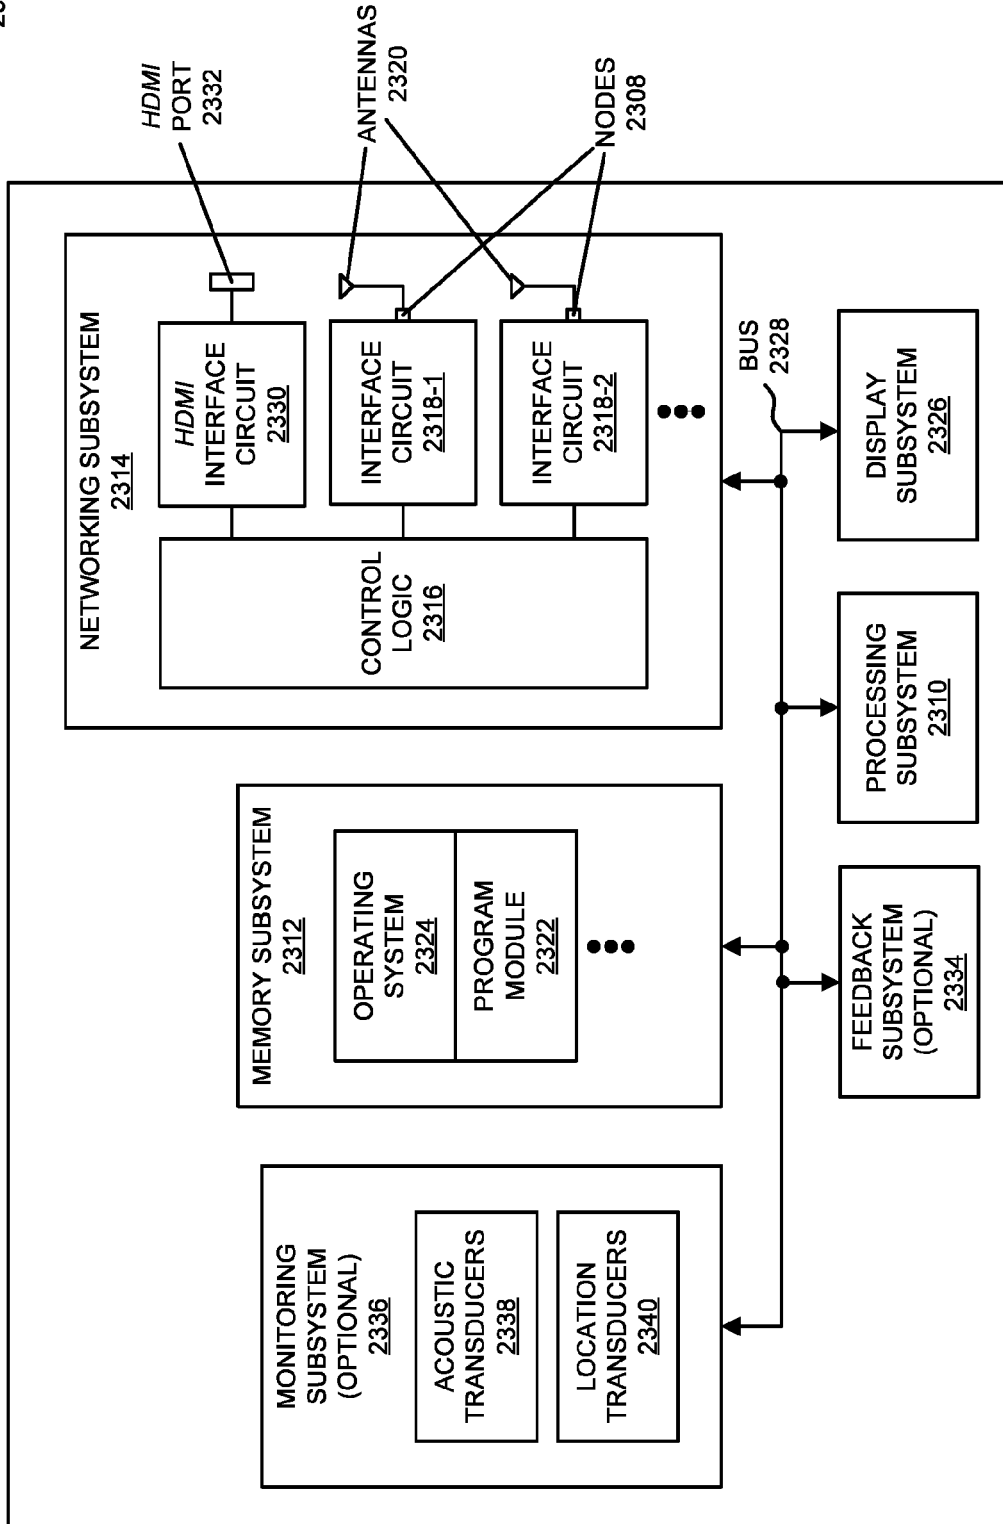 HDMI
PORT
2332
ANTENNAS
2320
NODES
2308
NETWORKING SUBSYSTEM
2314
HDMI
INTERFACE
CIRCUIT
2330
INTERFACE
CIRCUIT
2318-1
INTERFACE
CIRCUIT
2318-2
CONTROL
LOGIC
2316
MEMORY SUBSYSTEM
2312
OPERATING
SYSTEM
2324
PROGRAM
MODULE
2322
MONITORING
SUBSYSTEM
(OPTIONAL)
2336
ACOUSTIC
TRANSDUCERS
2338
LOCATION
TRANSDUCERS
2340
BUS
2328
FEEDBACK
SUBSYSTEM
(OPTIONAL)
2334
PROCESSING
SUBSYSTEM
2310
DISPLAY
SUBSYSTEM
2326